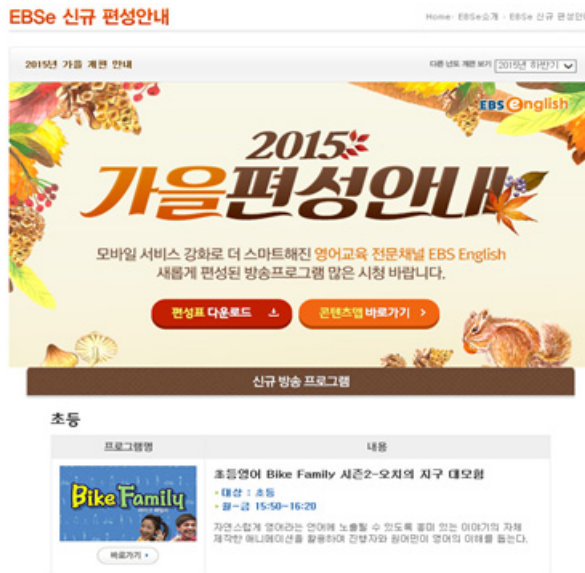 EBSe 신규 편성안내
Home· EBSe소개 · EBSe 신규 편성안
2015년 가을 개편 안내
다른 년도 개편 보기 2015년 하반기
EBS English
2015
가을편성안내
모바일 서비스 강화로 더 스마트해진 영어교육 전문채널 EBS English
새롭게 편성된 방송프로그램 많은 시청 바랍니다.
편성표 다운로드
콘텐츠맵 바로가기 >
신규 방송 프로그램
초등
프로그램명
내용
Bike Family
초등영어 Bike Family 시즌2-오지의 지구 대모험
대상 : 초등
월~금 15:50~16:20
자연스럽게 영어라는 언어에 노출될 수 있도록 흥미 있는 이야기의 자체
제작한 애니메이션을 활용하여 진행자와 원어민이 영어의 이해를 돕는다.
바로가기